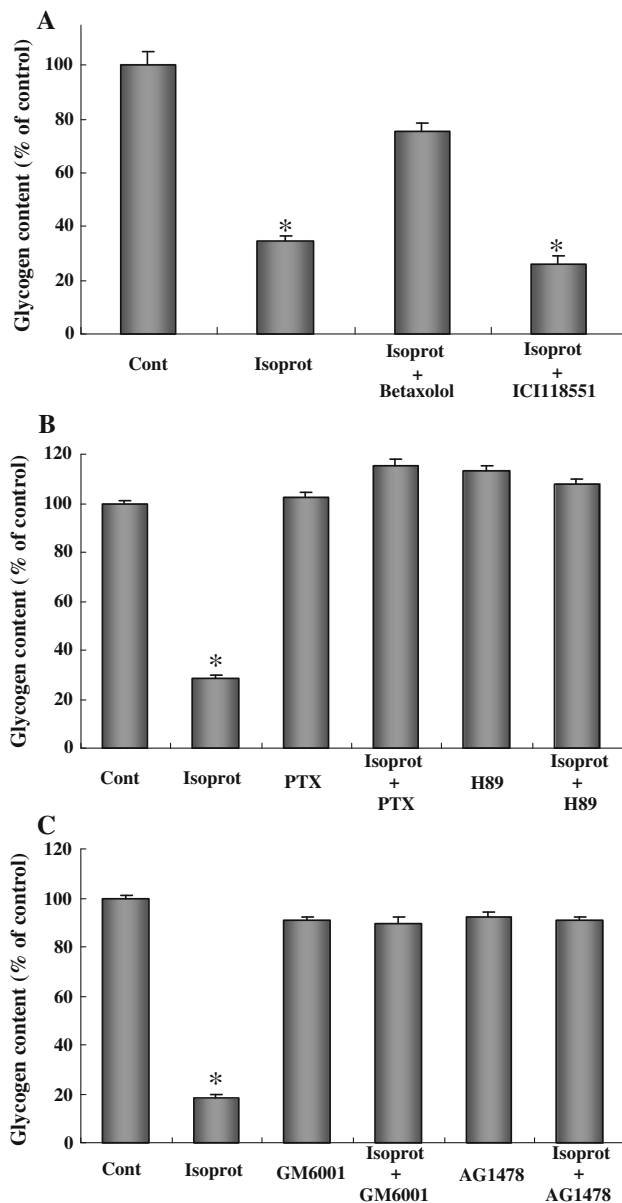 A
Glycogen content (% of control)
100
80
60
40
20
0
*
*
Cont
Isoprot
Isoprot
+
Betaxolol
Isoprot
+
ICI118551
B
Glycogen content (% of control)
120
100
80
60
40
20
0
*
Cont
Isoprot
PTX
Isoprot
+
PTX
H89
Isoprot
+
H89
C
Glycogen content (% of control)
120
100
80
60
40
20
0
*
Cont
Isoprot
GM6001
Isoprot
+
GM6001
AG1478
Isoprot
+
AG1478